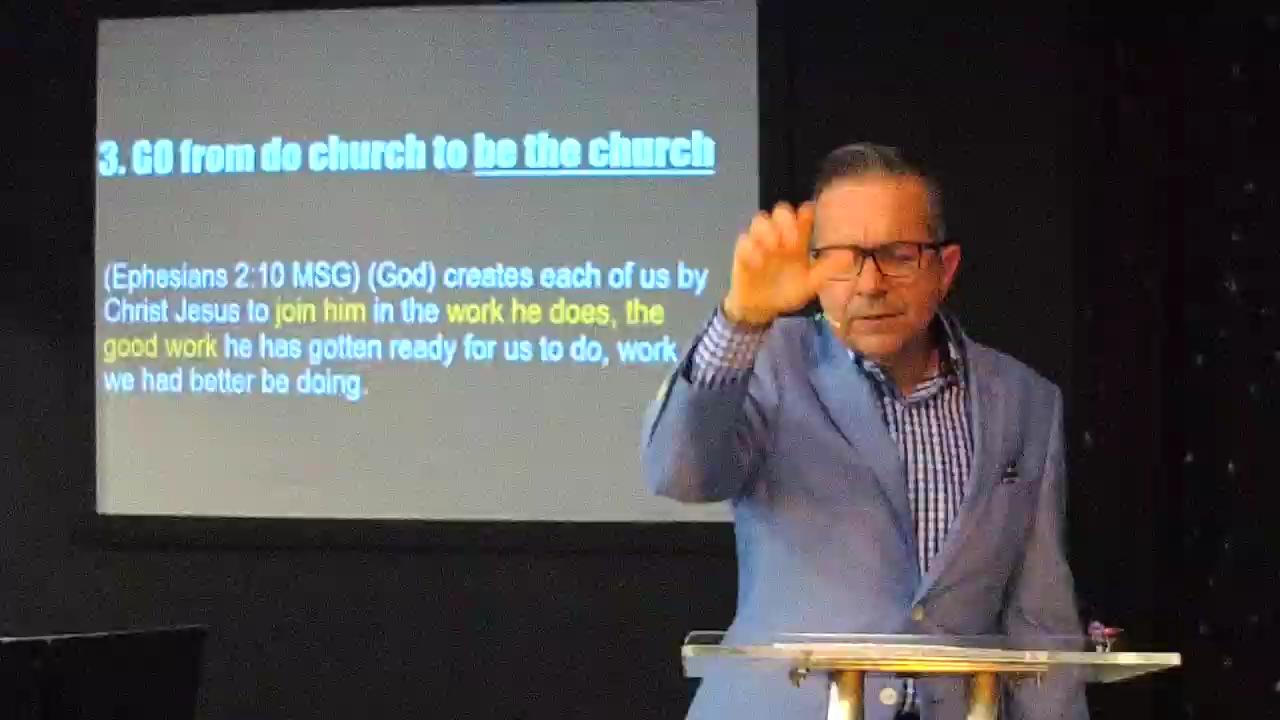 3. GO from do church to be the church
(Ephesians 2:10 MSG) (God) creates each of us by
Christ Jesus to join him in the work he does, the
good work he has gotten ready for us to do, work
we had better be doing.